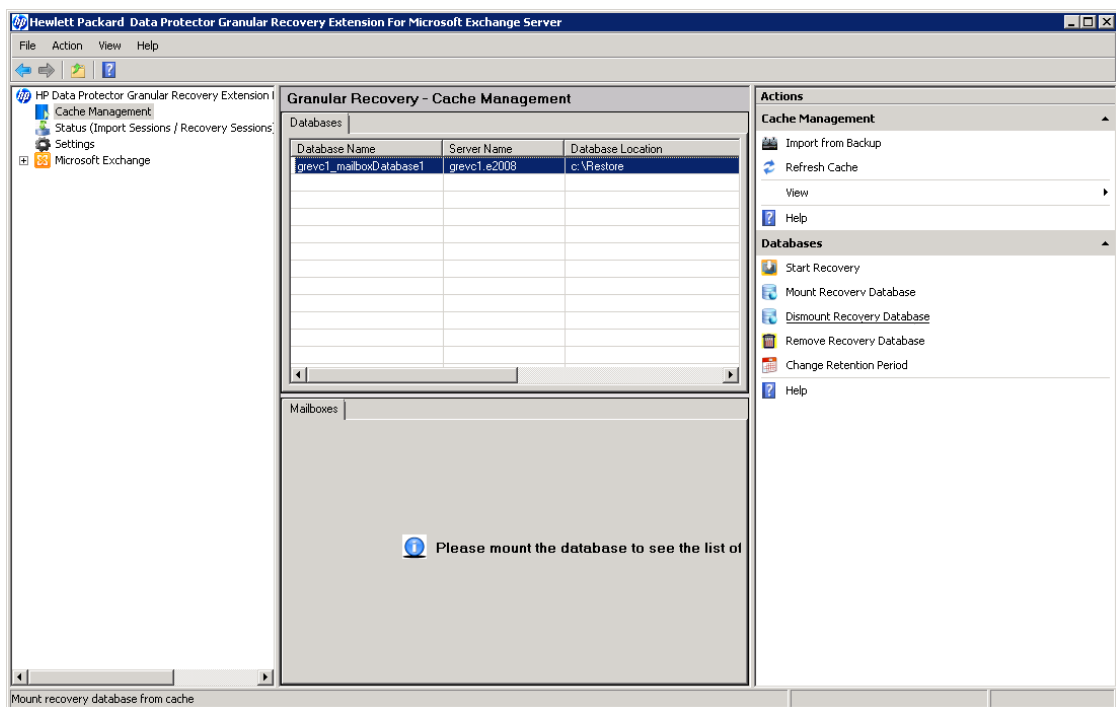 Hewlett Packard Data Protector Granular Recovery Extension For Microsoft Exchange Server
File Action View Help
HP Data Protector Granular Recovery Extension
Cache Management
Status (Import Sessions / Recovery Sessions)
Settings
Microsoft Exchange
Granular Recovery - Cache Management
Databases
Database Name Server Name Database Location
grevc1_mailboxDatabase1 grevc1.e2008 c:\Restore
Mailboxes
Please mount the database to see the list of
Actions
Cache Management
Import from Backup
Refresh Cache
View
Help
Databases
Start Recovery
Mount Recovery Database
Dismount Recovery Database
Remove Recovery Database
Change Retention Period
Help
Mount recovery database from cache